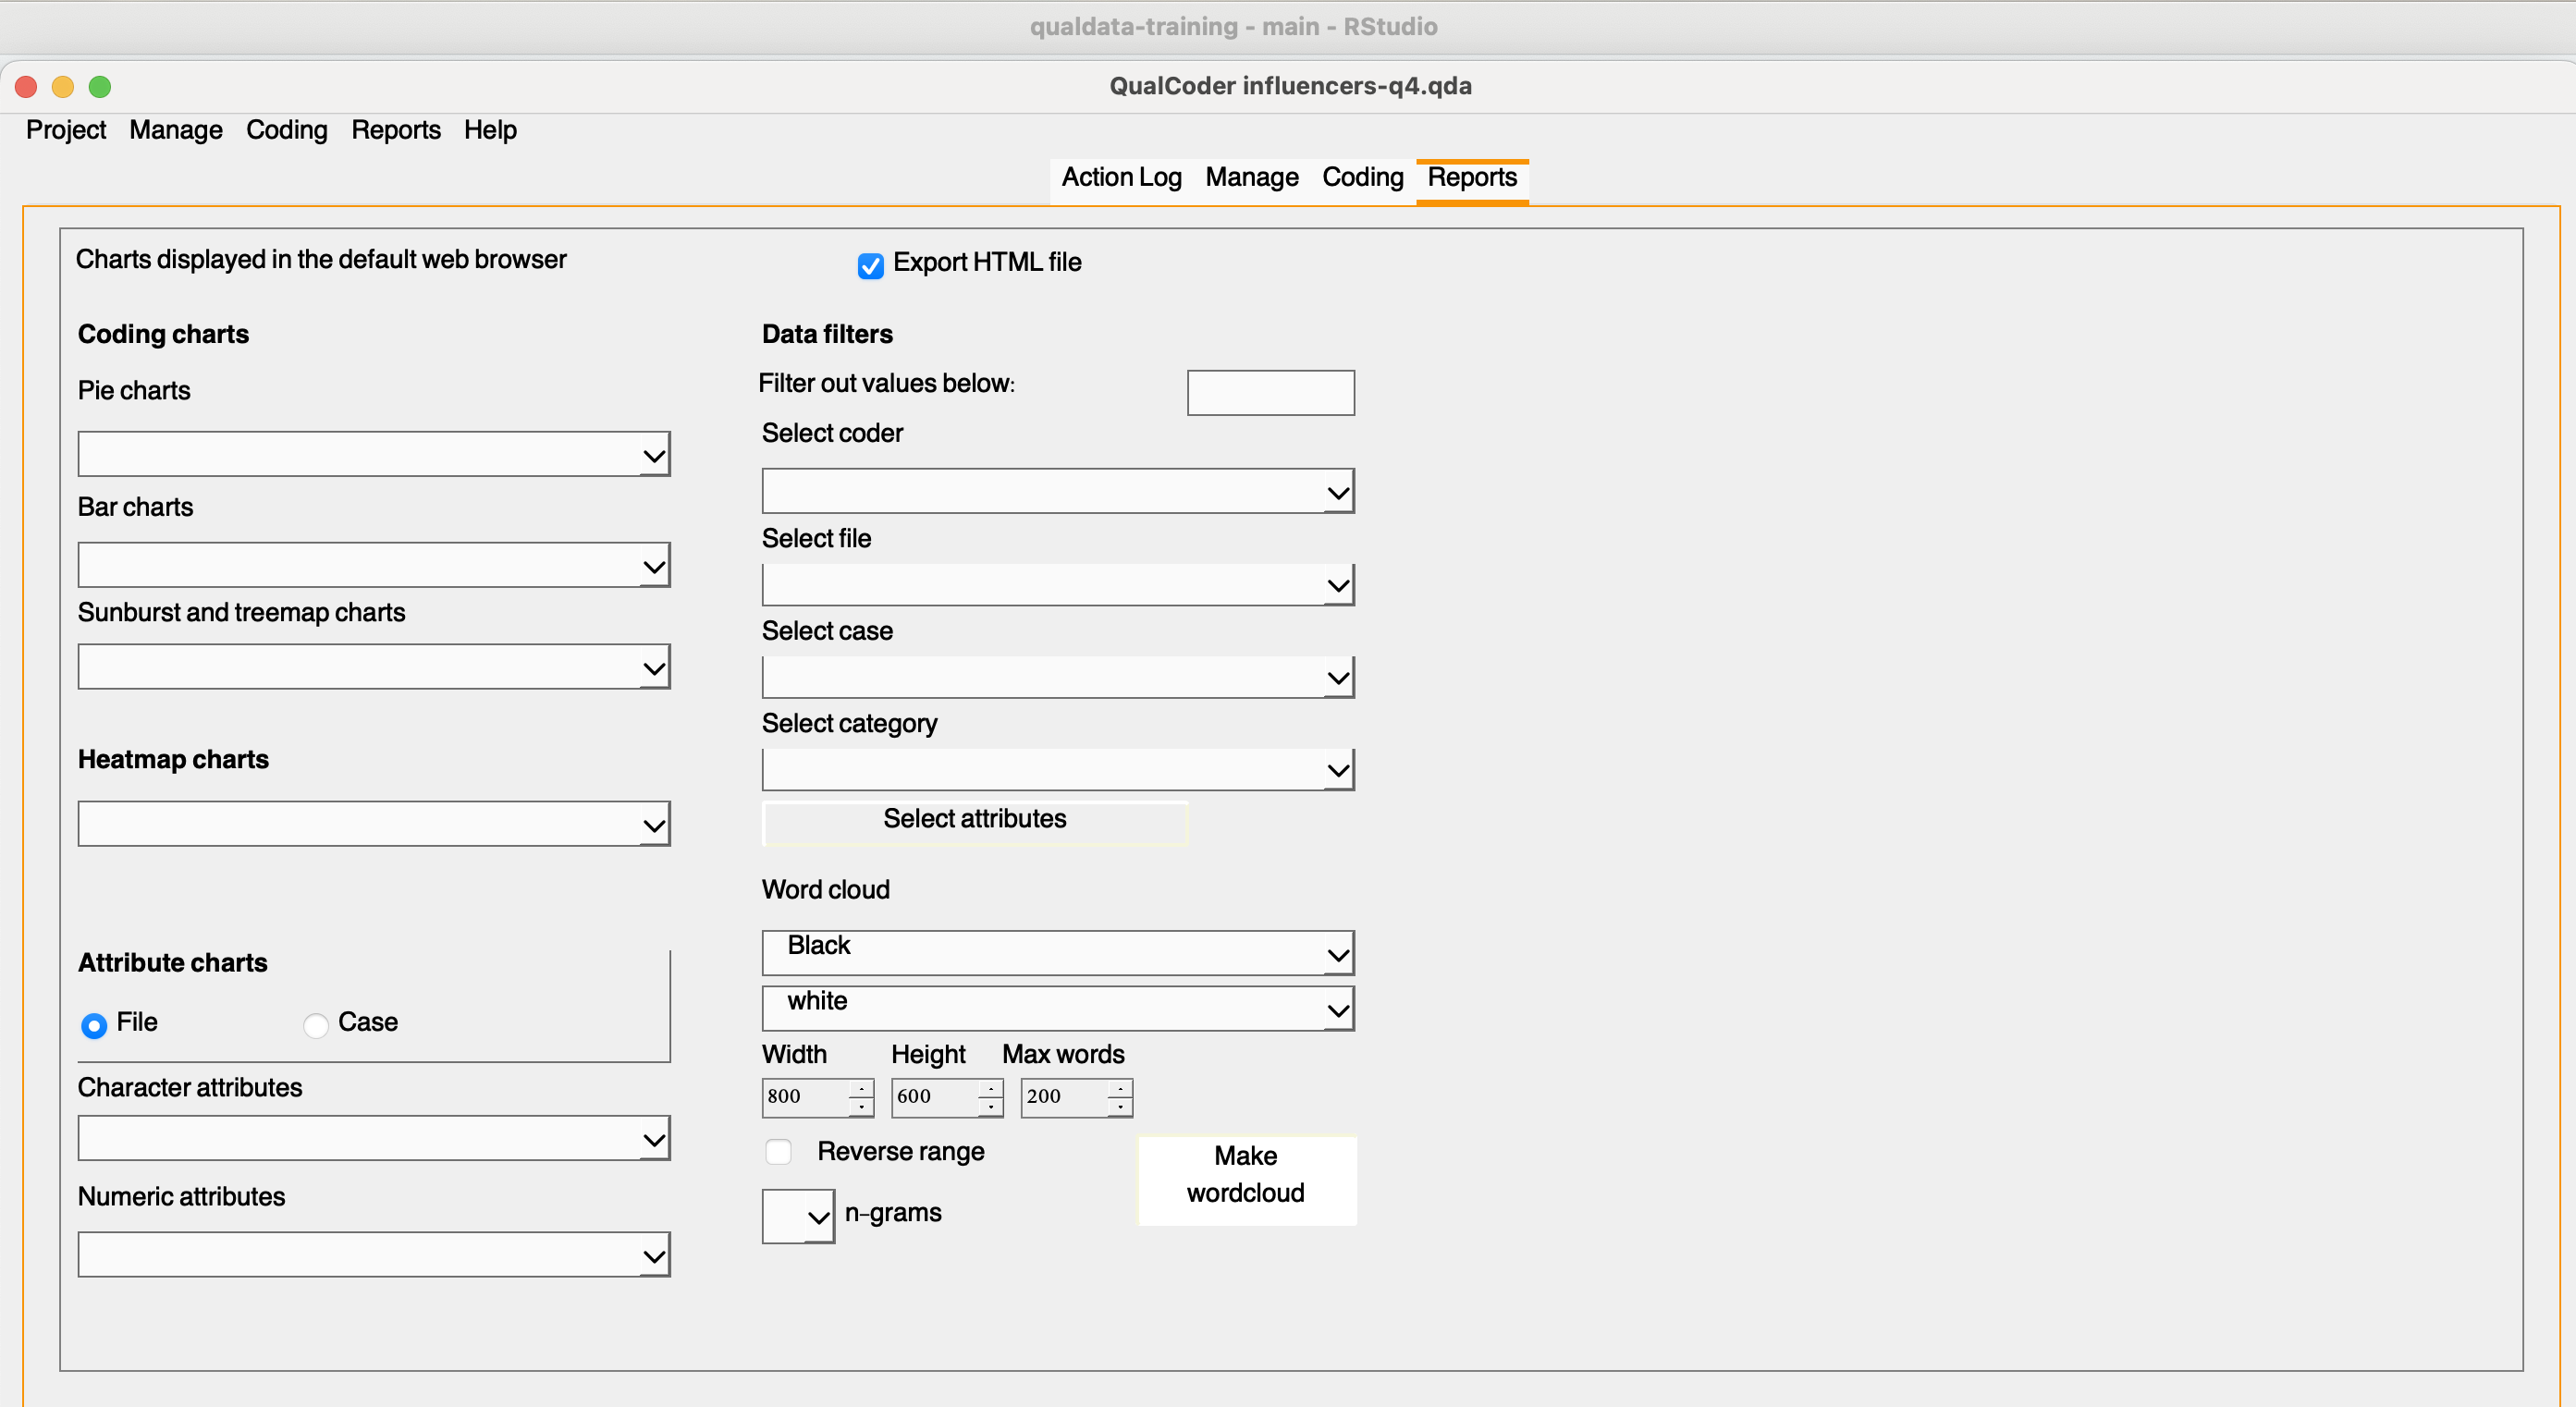 qualdata-training - main - RStudio
QualCoder influencers-q4.qda
Project Manage Coding Reports Help
Action Log Manage Coding Reports
Charts displayed in the default web browser
Export HTML file
Coding charts
Pie charts
Bar charts
Sunburst and treemap charts
Heatmap charts
Attribute charts
File Case
Character attributes
Numeric attributes
Data filters
Filter out values below:
Select coder
Select file
Select case
Select category
Select attributes
Word cloud
Black
white
Width Height Max words
800 600 200
Reverse range
n-grams
Make
wordcloud